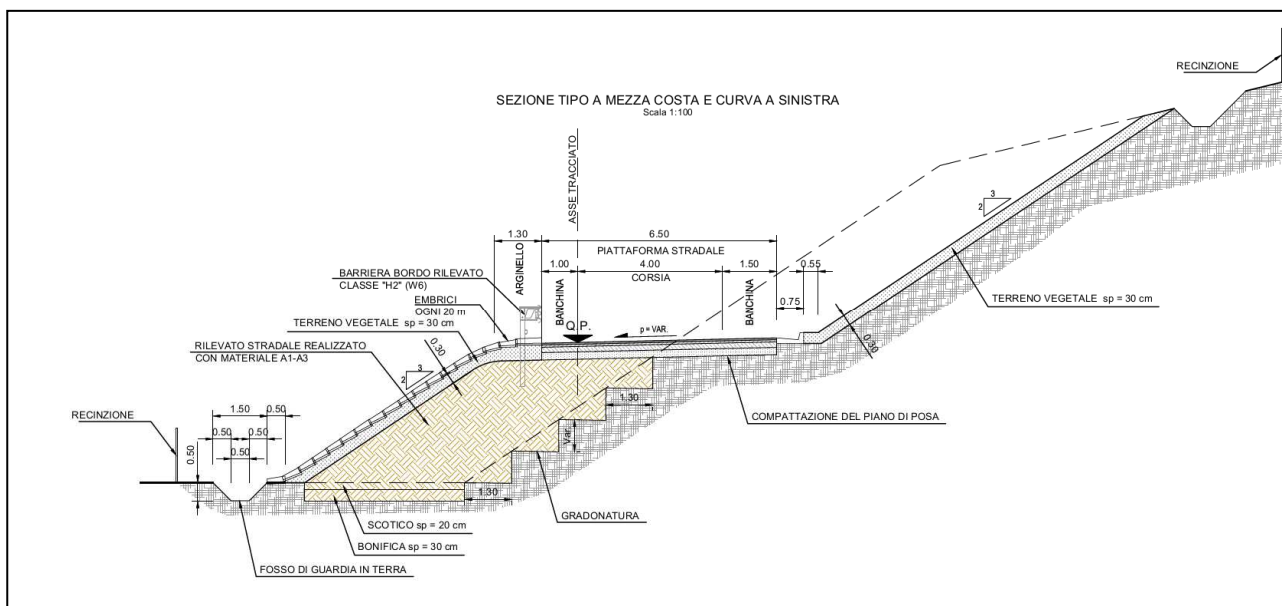 RECINZIONE
SEZIONE TIPO A MEZZA COSTA E CURVA A SINISTRA
Scala 1:100
ASSE TRACCIATO
3
2
1.30
6.50
PIATTAFORMA STRADALE
ARGINELLO
1.00
4.00
1.50
0.55
CORSIA
BANCHINA
BANCHINA
0.75
BARRIERA BORDO RILEVATO
CLASSE "H2" (W6)
EMBRICI
OGNI 20 m
TERRENO VEGETALE sp = 30 cm
TERRENO VEGETALE sp = 30 cm
Q.P.
p = VAR.
RILEVATO STRADALE REALIZZATO
CON MATERIALE A1-A3
0.30
0.30
3
2
1.30
COMPATTAZIONE DEL PIANO DI POSA
RECINZIONE
1.50
0.50
0.50
0.50
0.50
0.50
Var.
1.30
GRADONATURA
SCOTICO sp = 20 cm
BONIFICA sp = 30 cm
FOSSO DI GUARDIA IN TERRA